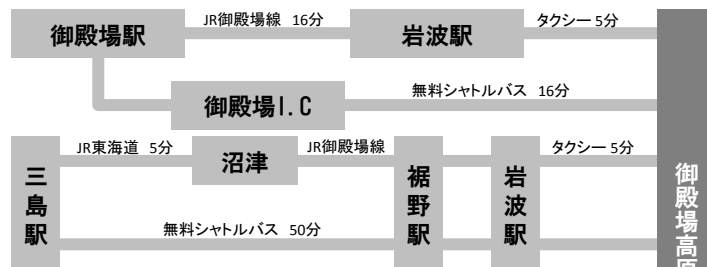 御殿場駅
JR御殿場線 16分
岩波駅
タクシー 5分
御殿場I.C
無料シャトルバス 16分
三島駅
JR東海道 5分
沼津
JR御殿場線
裾野駅
岩波駅
タクシー 5分
無料シャトルバス 50分
御殿場高原